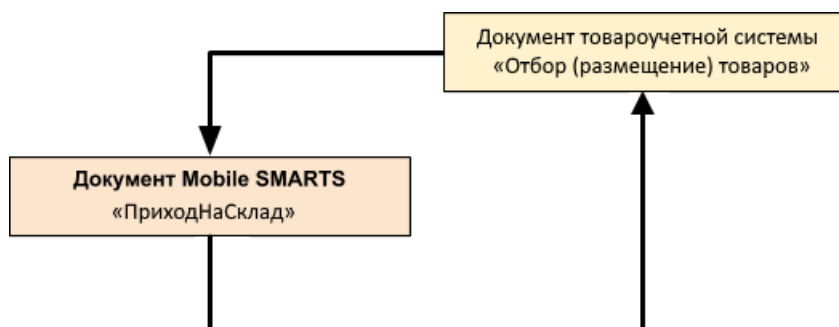 Документ товароучетной системы
«Отбор (размещение) товаров»
Документ Mobile SMARTS
«ПриходНаСклад»